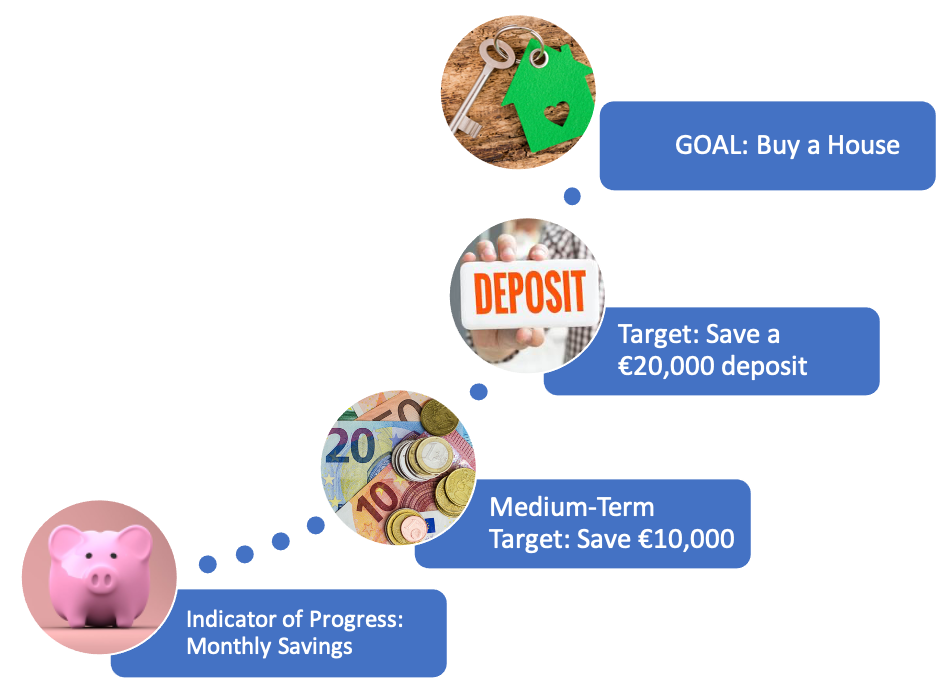 GOAL: Buy a House
DEPOSIT
Target: Save a
€20,000 deposit
50
20
10
Medium-Term
Target: Save €10,000
Indicator of Progress:
Monthly Savings